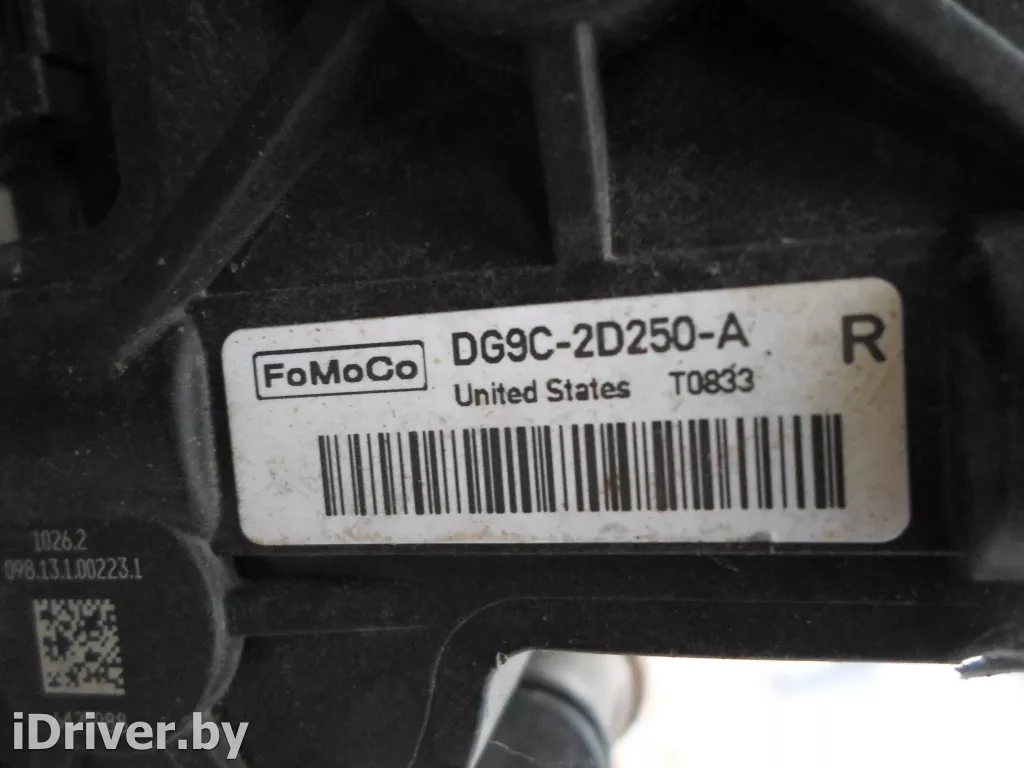 FoMoCo
DG9C-2D250-A
R
United States T0833
1026.2
098.13.1.00223.1
iDriver.by